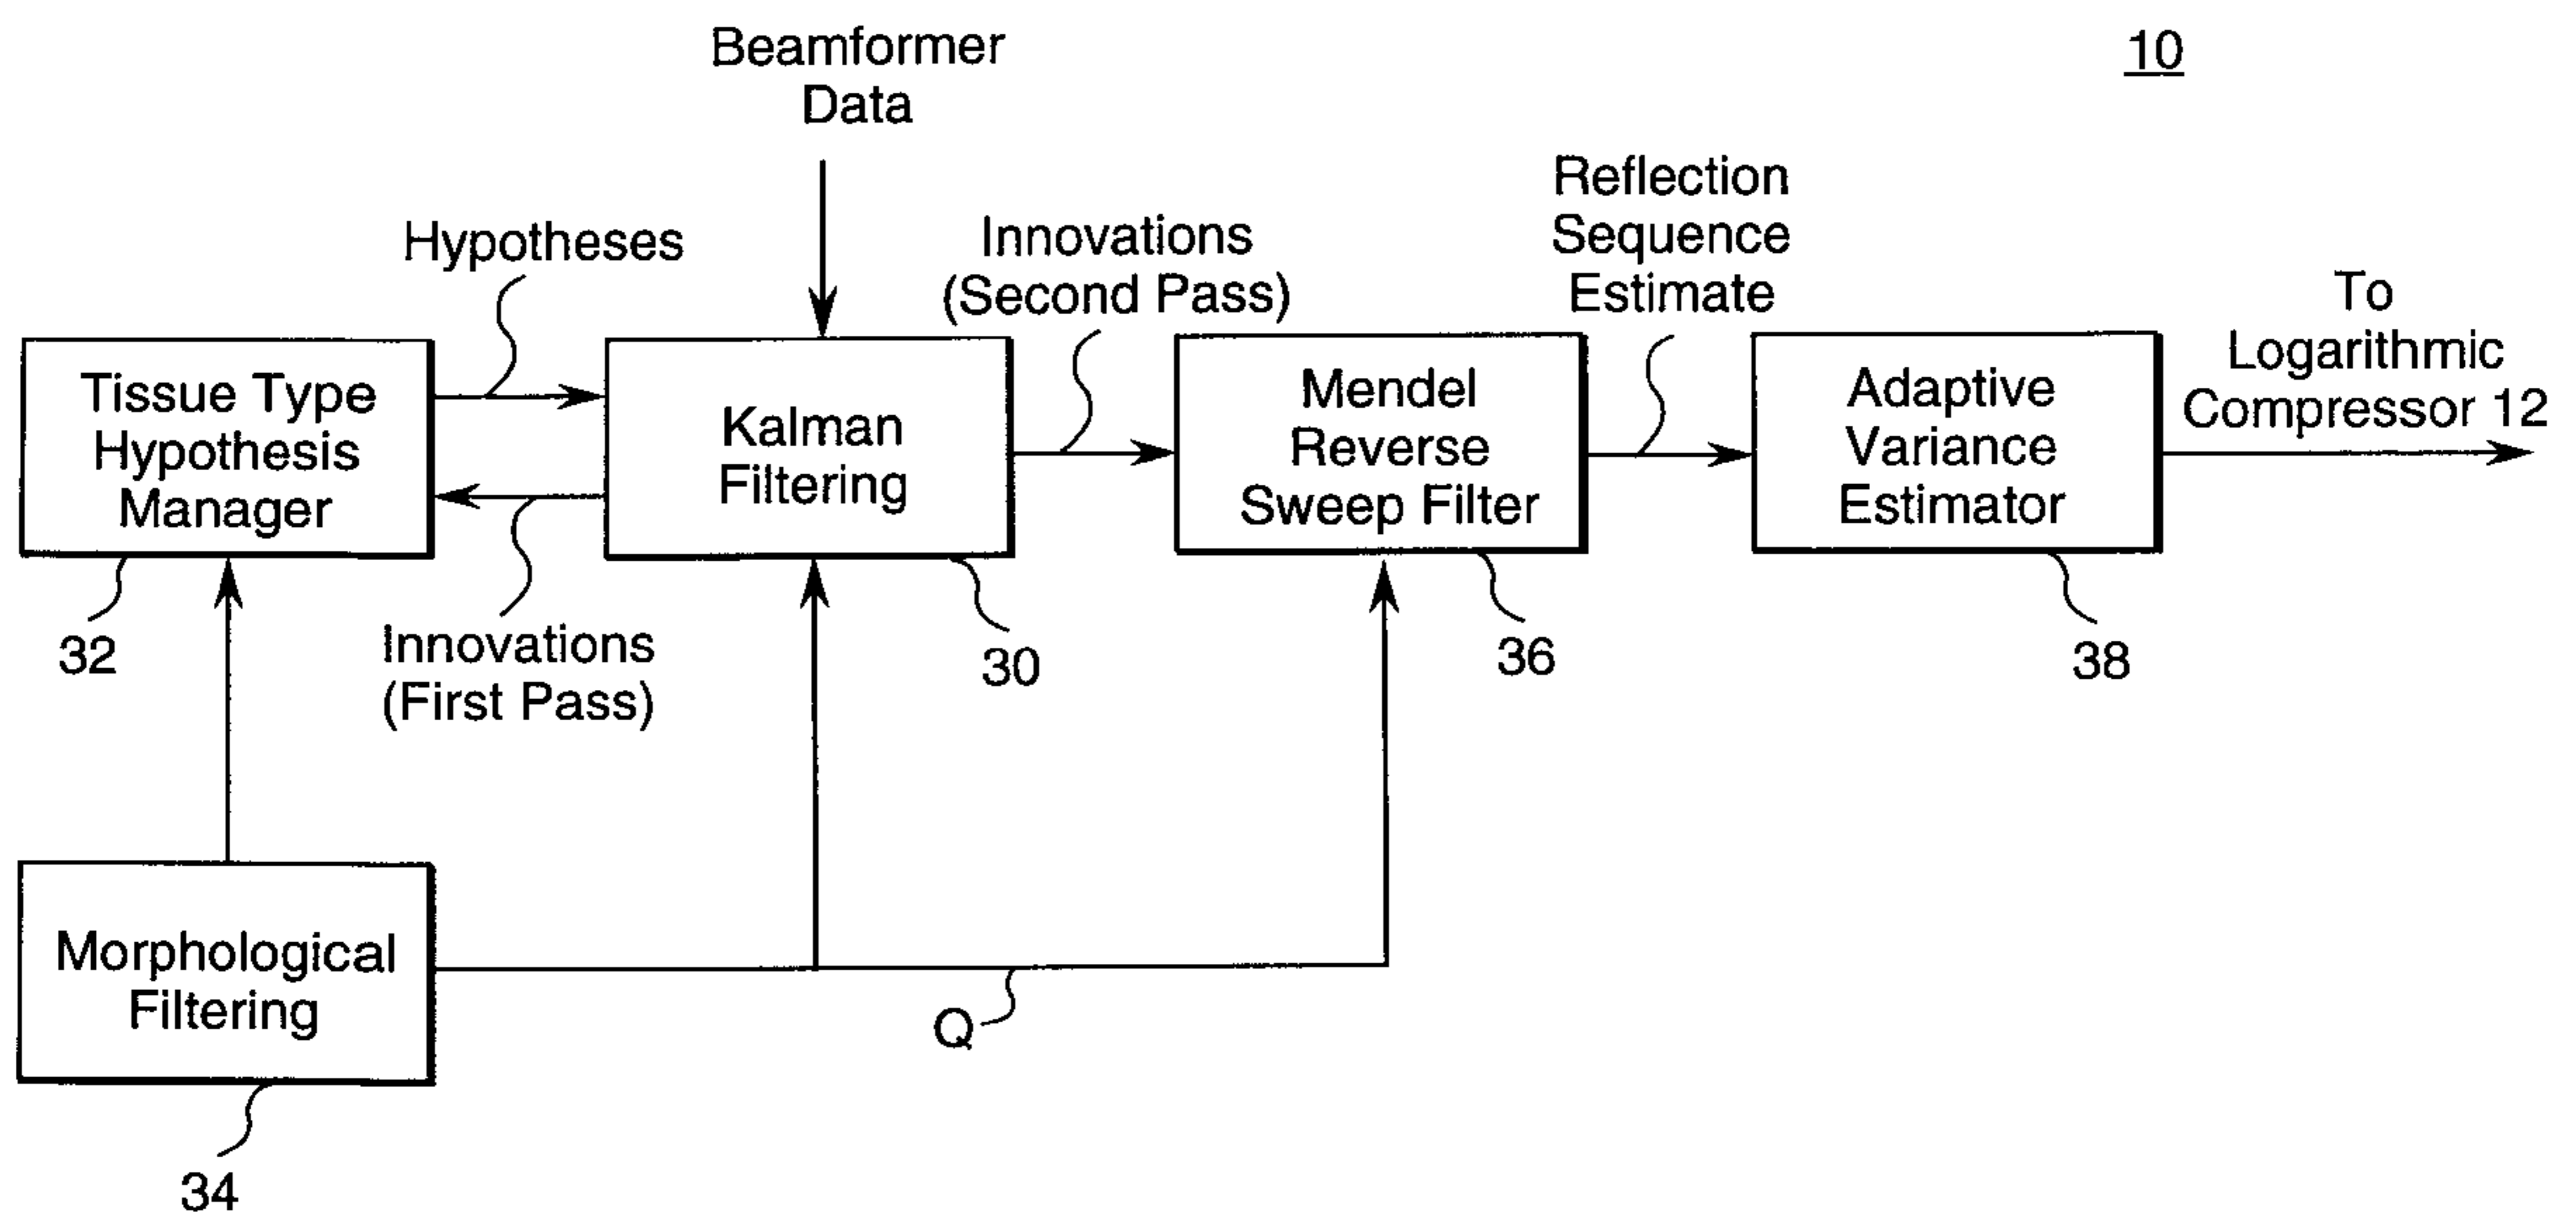 Beamformer
Data
10
Hypotheses
Innovations
(Second Pass)
Reflection
Sequence
Estimate
To
Logarithmic
Compressor 12
Tissue Type
Hypothesis
Manager
Kalman
Filtering
Mendel
Reverse
Sweep Filter
Adaptive
Variance
Estimator
32
Innovations
(First Pass)
30
36
38
Morphological
Filtering
Q
34